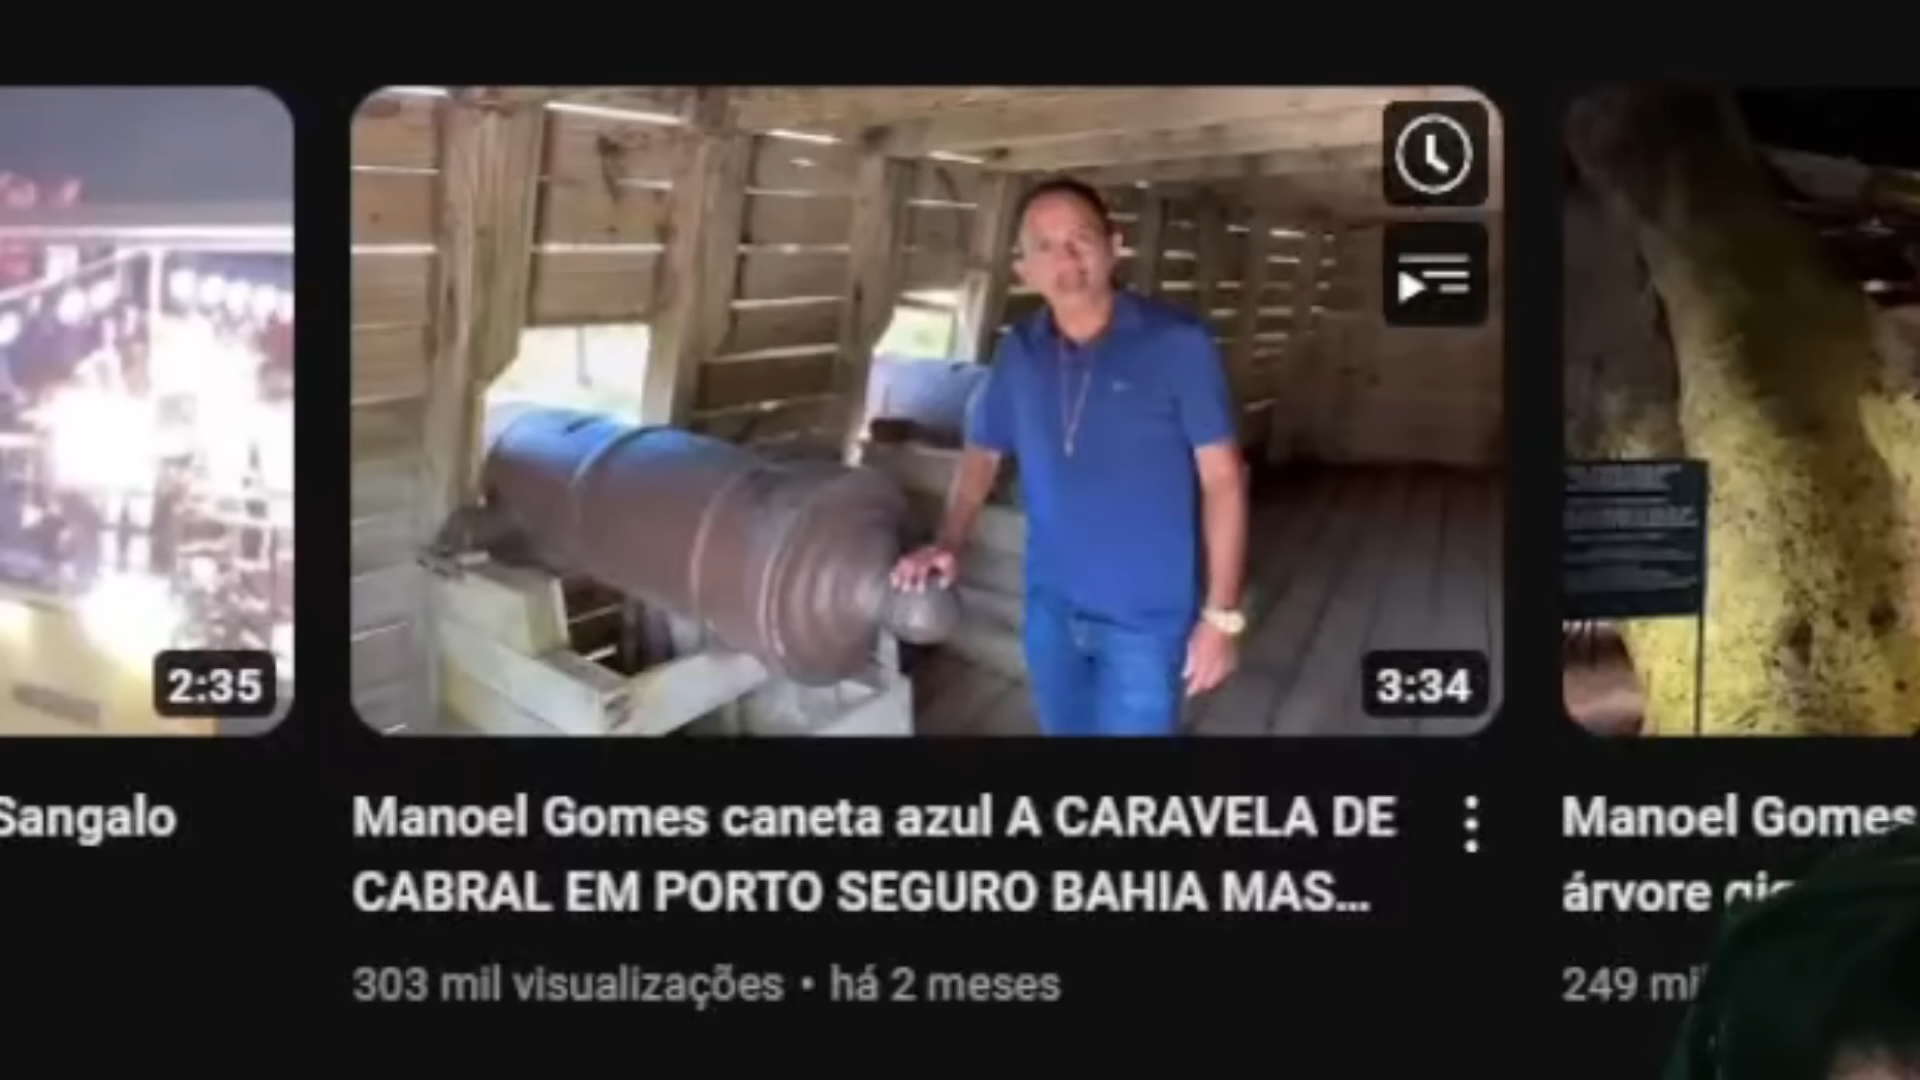 2:35
3:34
Sangalo
Manoel Gomes caneta azul A CARAVELA DE
CABRAL EM PORTO SEGURO BAHIA MAS...
303 mil visualizações • há 2 meses
Manoel Gomes
árvore
249 mil